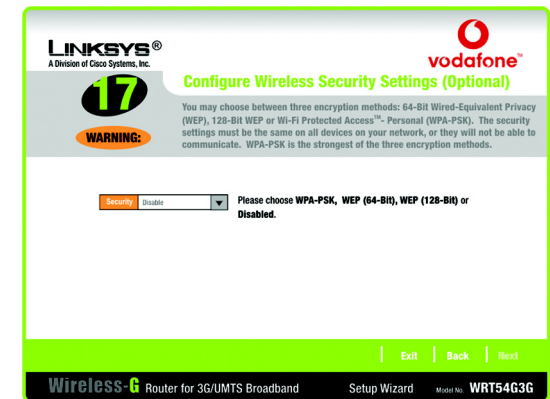 LINKSYS®
A Division of Cisco Systems, Inc.
vodafone™
17
Configure Wireless Security Settings (Optional)
You may choose between three encryption methods: 64-Bit Wired-Equivalent Privacy
(WEP), 128-Bit WEP or Wi-Fi Protected Access™- Personal (WPA-PSK). The security
settings must be the same on all devices on your network, or they will not be able to
communicate. WPA-PSK is the strongest of the three encryption methods.
WARNING:
Security Disable
Please choose WPA-PSK, WEP (64-Bit), WEP (128-Bit) or
Disabled.
Exit Back Next
Wireless-G Router for 3G/UMTS Broadband Setup Wizard Model No. WRT54G3G